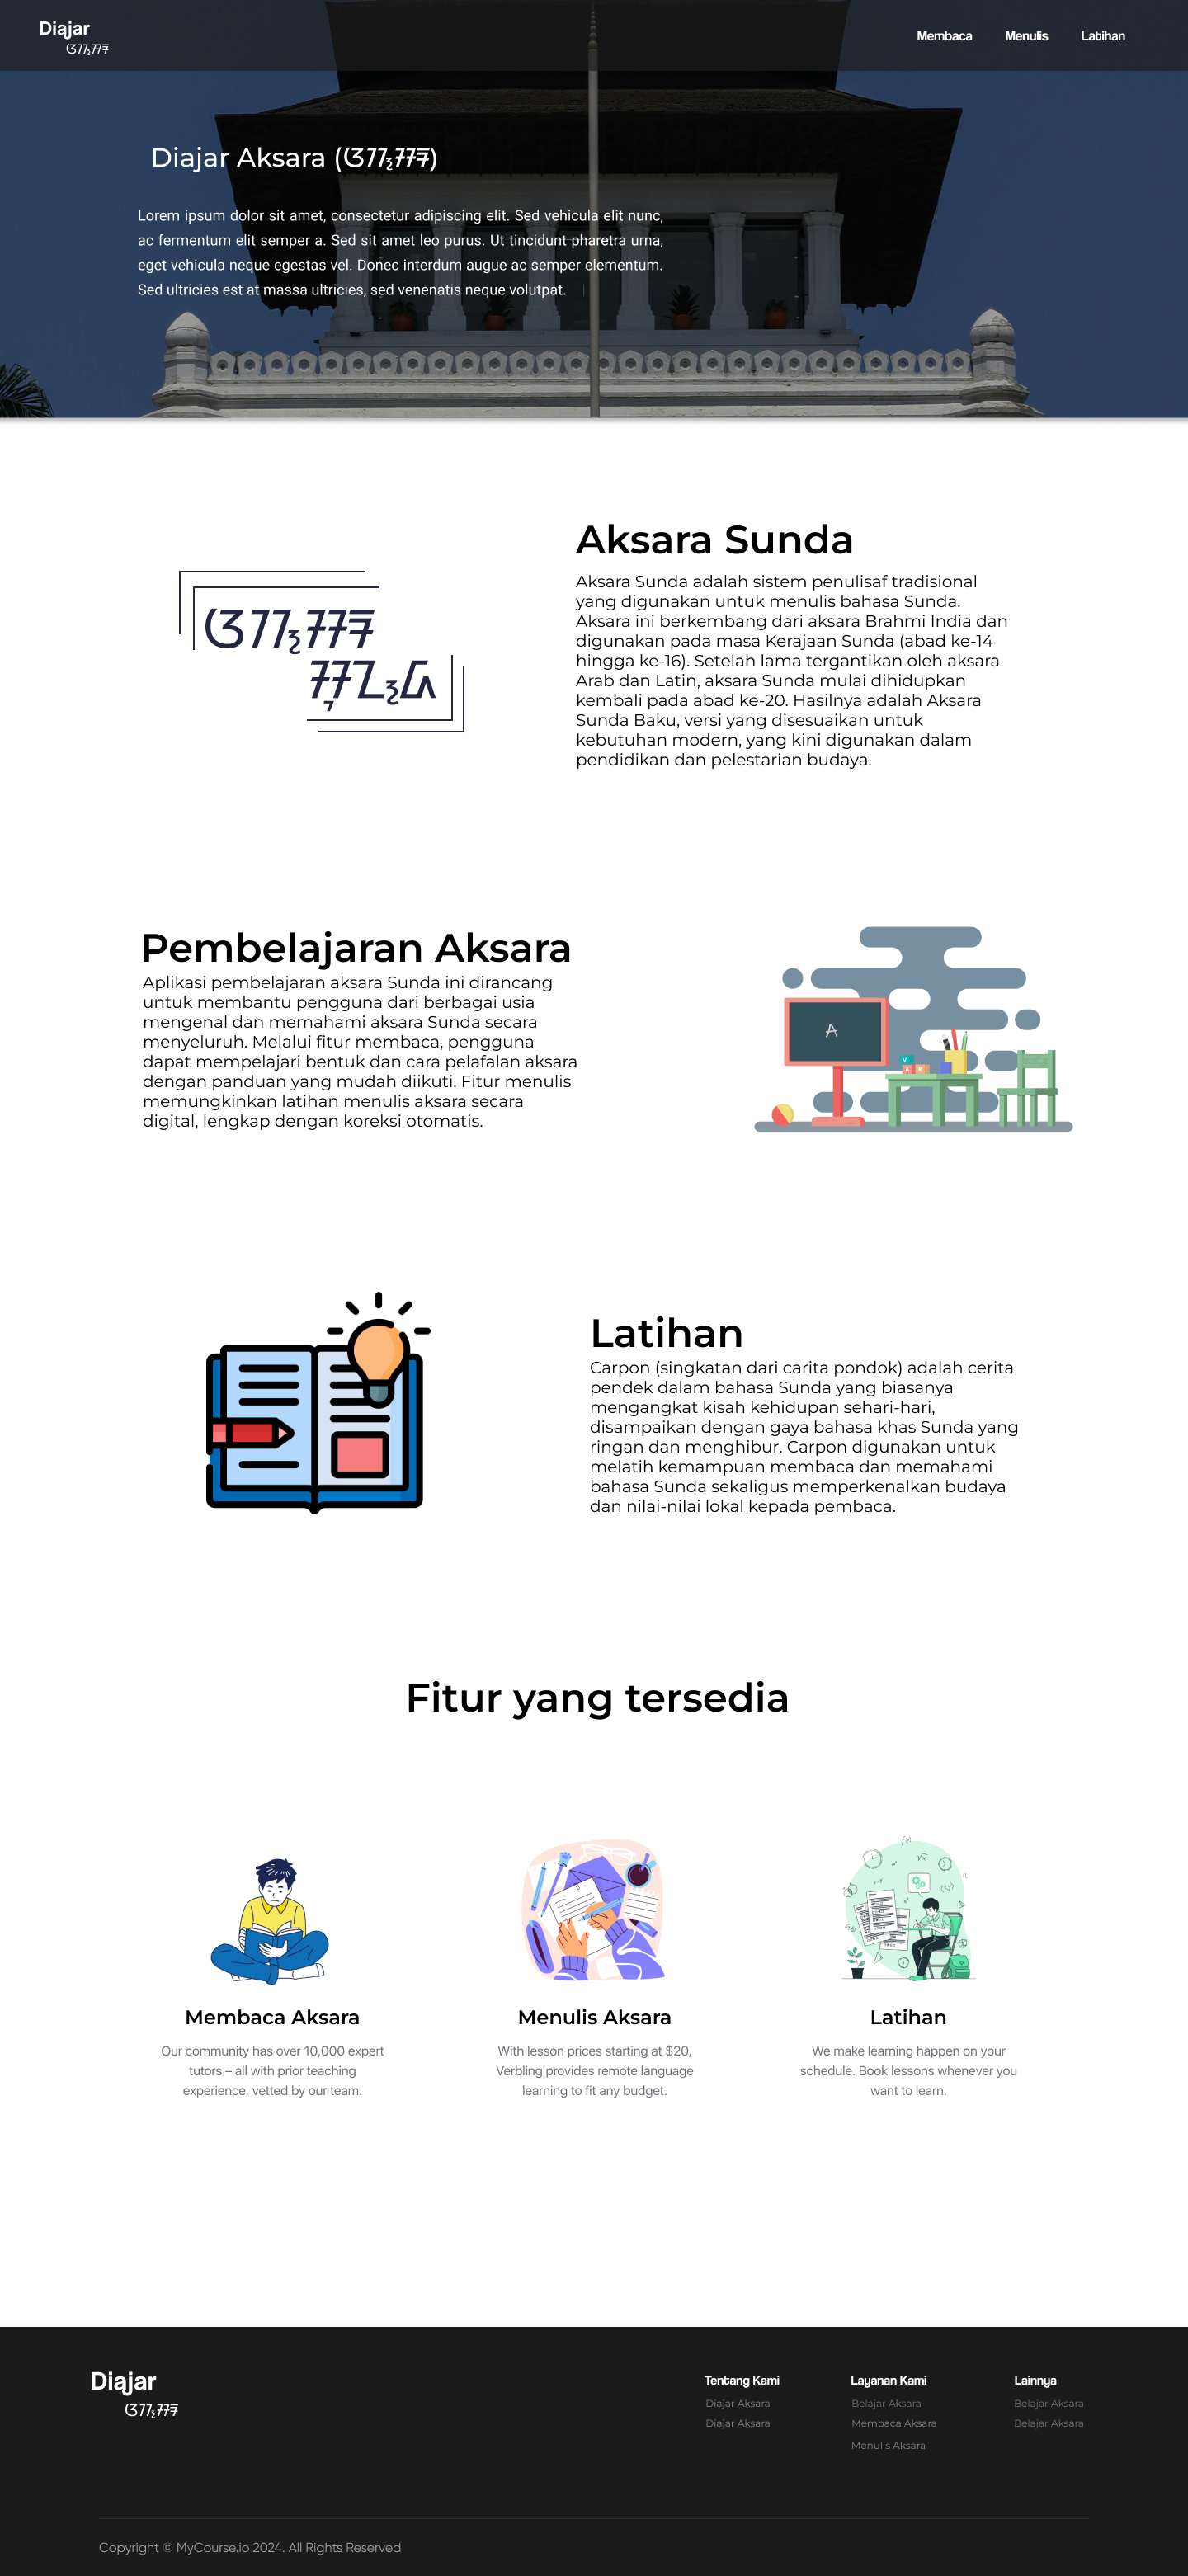 Diajar
ᮃᮊ᮪ᮞᮛ
Membaca Menulis Latihan
Diajar Aksara (ᮃᮊ᮪ᮞᮛ)
Lorem ipsum dolor sit amet, consectetur adipiscing elit. Sed vehicula elit nunc,
ac fermentum elit semper a. Sed sit amet leo purus. Ut tincidunt pharetra urna,
eget vehicula neque egestas vel. Donec interdum augue ac semper elementum.
Sed ultricies est at massa ultricies, sed venenatis neque volutpat.
ᮃᮊ᮪ᮞᮛ
ᮞᮥᮔ᮪ᮓ
Aksara Sunda
Aksara Sunda adalah sistem penulisaf tradisional
yang digunakan untuk menulis bahasa Sunda.
Aksara ini berkembang dari aksara Brahmi India dan
digunakan pada masa Kerajaan Sunda (abad ke-14
hingga ke-16). Setelah lama tergantikan oleh aksara
Arab dan Latin, aksara Sunda mulai dihidupkan
kembali pada abad ke-20. Hasilnya adalah Aksara
Sunda Baku, versi yang disesuaikan untuk
kebutuhan modern, yang kini digunakan dalam
pendidikan dan pelestarian budaya.
Pembelajaran Aksara
Aplikasi pembelajaran aksara Sunda ini dirancang
untuk membantu pengguna dari berbagai usia
mengenal dan memahami aksara Sunda secara
menyeluruh. Melalui fitur membaca, pengguna
dapat mempelajari bentuk dan cara pelafalan aksara
dengan panduan yang mudah diikuti. Fitur menulis
memungkinkan latihan menulis aksara secara
digital, lengkap dengan koreksi otomatis.
A
V
A B
Latihan
Carpon (singkatan dari carita pondok) adalah cerita
pendek dalam bahasa Sunda yang biasanya
mengangkat kisah kehidupan sehari-hari,
disampaikan dengan gaya bahasa khas Sunda yang
ringan dan menghibur. Carpon digunakan untuk
melatih kemampuan membaca dan memahami
bahasa Sunda sekaligus memperkenalkan budaya
dan nilai-nilai lokal kepada pembaca.
Fitur yang tersedia
Membaca Aksara
Our community has over 10,000 expert
tutors – all with prior teaching
experience, vetted by our team.
Menulis Aksara
With lesson prices starting at $20,
Verbling provides remote language
learning to fit any budget.
Latihan
We make learning happen on your
schedule. Book lessons whenever you
want to learn.
Diajar
ᮃᮊ᮪ᮞᮛ
Tentang Kami
Diajar Aksara
Diajar Aksara
Layanan Kami
Belajar Aksara
Membaca Aksara
Menulis Aksara
Lainnya
Belajar Aksara
Belajar Aksara
Copyright © MyCourse.io 2024. All Rights Reserved